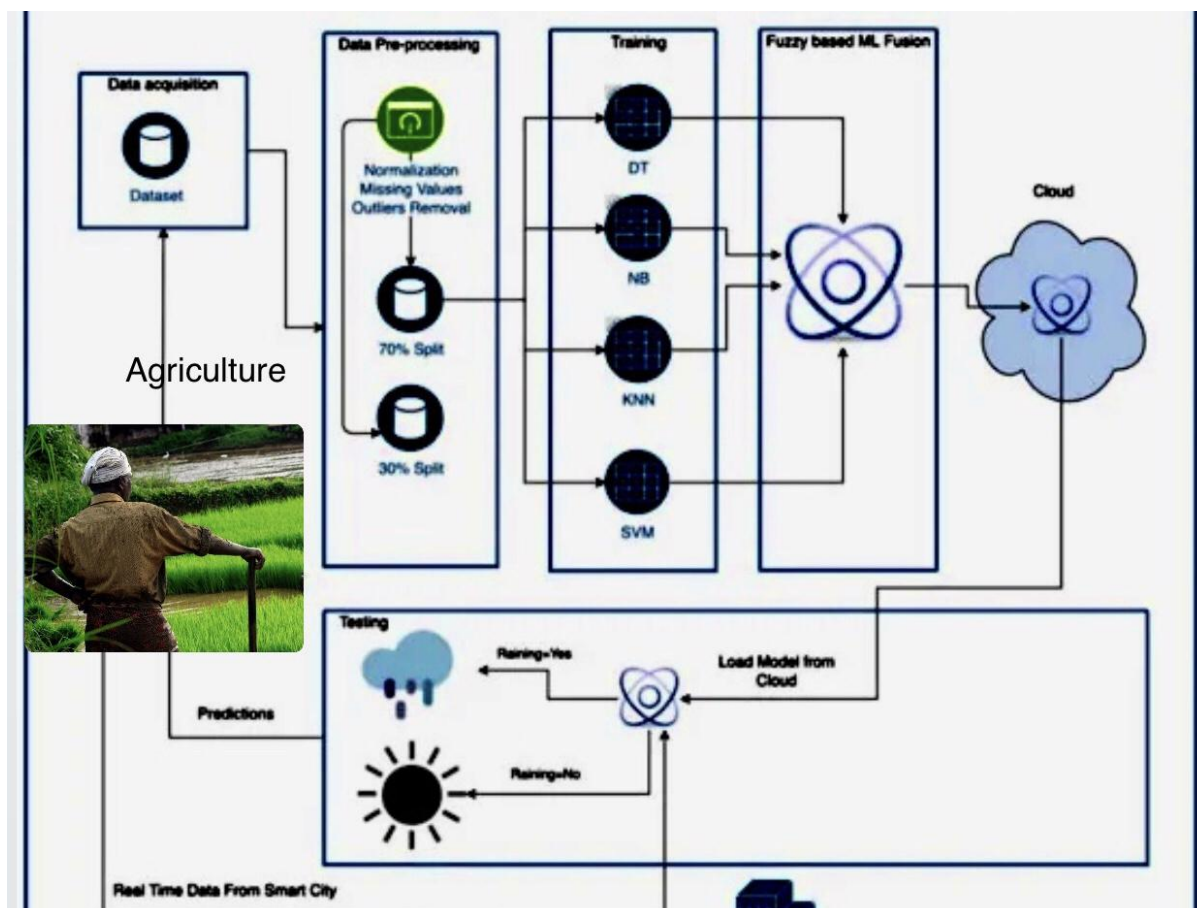 Data Pre-processing
Training
Fuzzy based ML Fusion
Data acquisition
Dataset
Normalization
Missing Values
Outliers Removal
DT
Cloud
NB
70% Split
Agriculture
KNN
30% Split
SVM
Testing
Raining=Yes
Load Model from
Cloud
Predictions
Raining=No
Real Time Data From Smart City